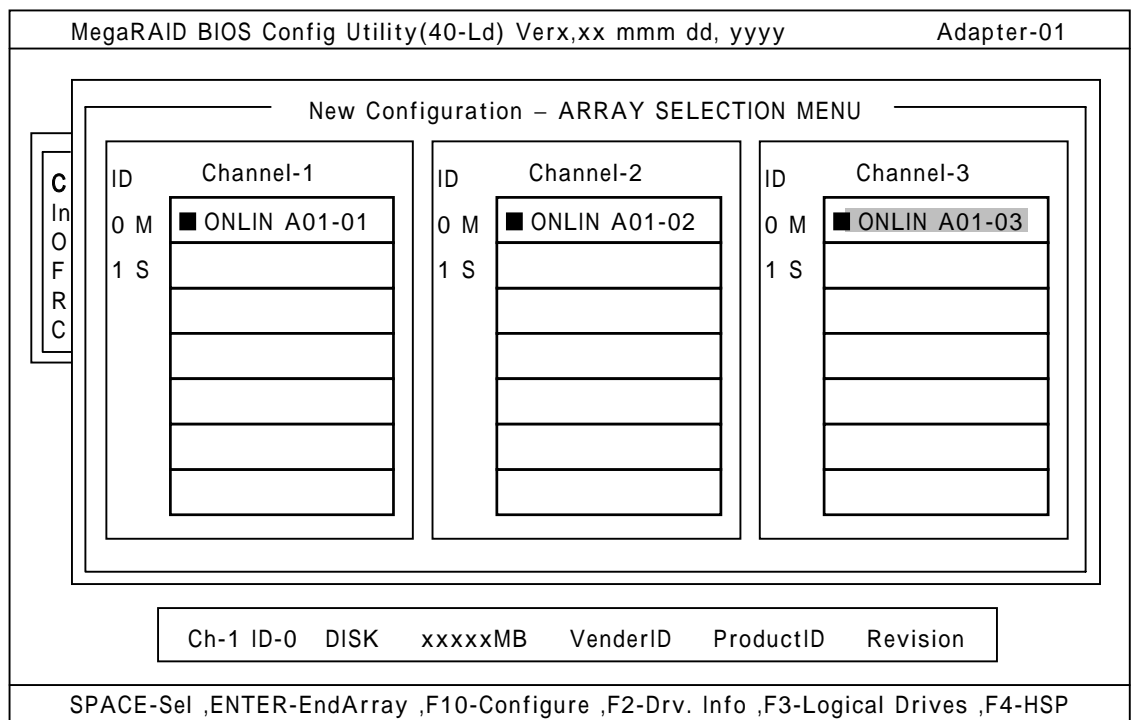 MegaRAID BIOS Config Utility(40-Ld) Verx,xx mmm dd, yyyy Adapter-01
New Configuration – ARRAY SELECTION MENU
C
In
O
F
R
C
ID Channel-1
0 M ■ ONLIN A01-01
1 S
ID Channel-2
0 M ■ ONLIN A01-02
1 S
ID Channel-3
0 M ■ ONLIN A01-03
1 S
Ch-1 ID-0 DISK xxxxxMB VenderID ProductID Revision
SPACE-Sel ,ENTER-EndArray ,F10-Configure ,F2-Drv. Info ,F3-Logical Drives ,F4-HSP